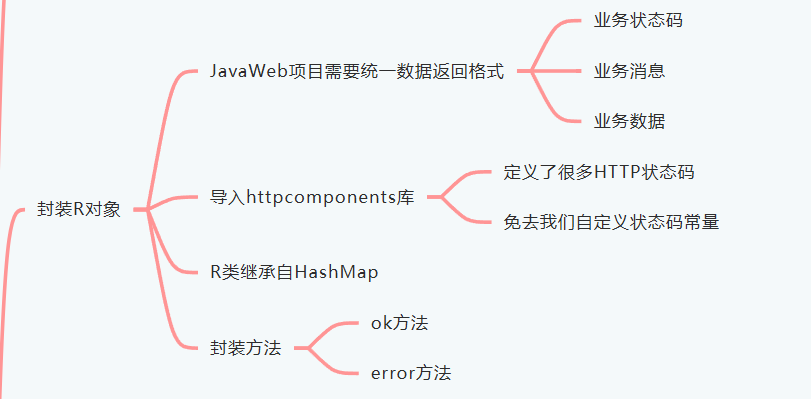 封装R对象
JavaWeb项目需要统一数据返回格式
业务状态码
业务消息
业务数据
导入httpcomponents库
定义了很多HTTP状态码
免去我们自定义状态码常量
R类继承自HashMap
封装方法
ok方法
error方法